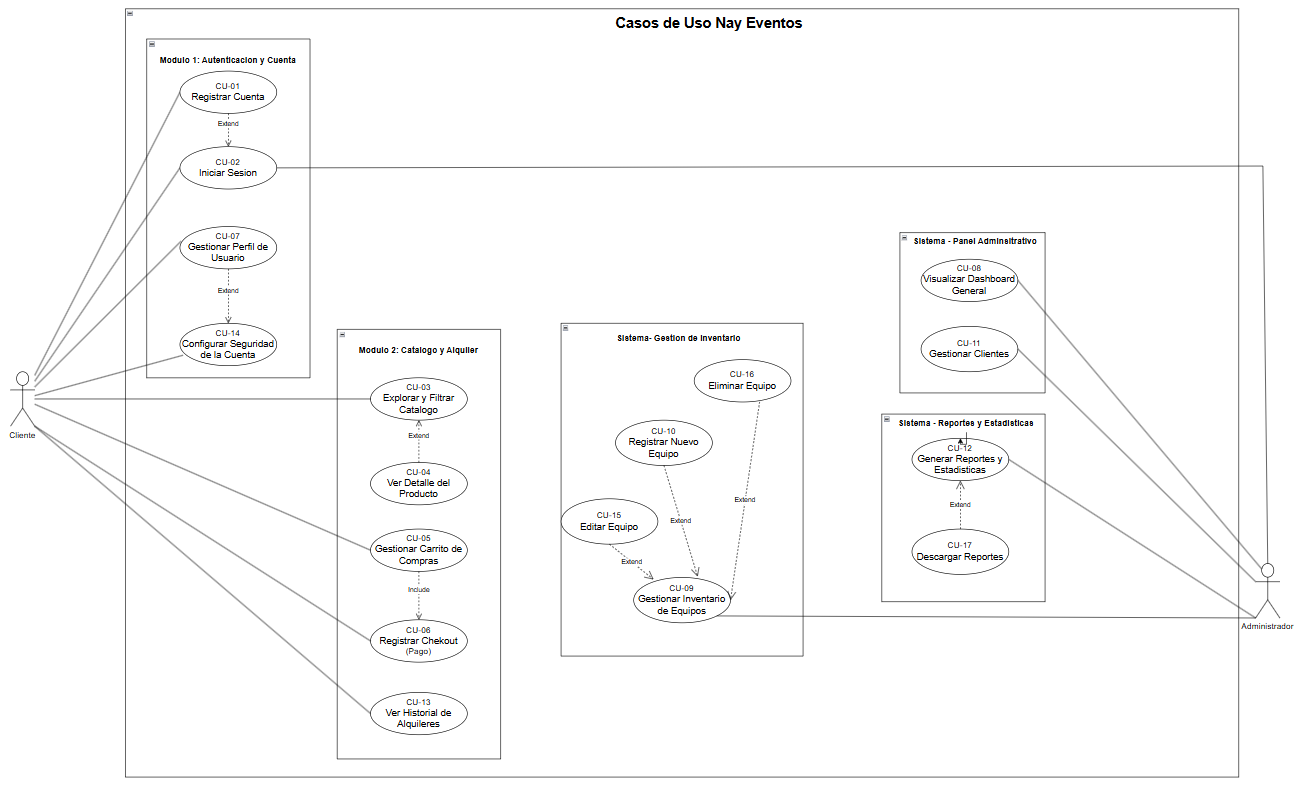 Casos de Uso Nay Eventos
Modulo 1: Autenticacion y Cuenta
CU-01
Registrar Cuenta
Extend
CU-02
Iniciar Sesion
CU-07
Gestionar Perfil de
Usuario
Extend
CU-14
Configurar Seguridad
de la Cuenta
Cliente
Modulo 2: Catalogo y Alquiler
CU-03
Explorar y Filtrar
Catalogo
Extend
CU-04
Ver Detalle del
Producto
CU-05
Gestionar Carrito de
Compras
Include
CU-06
Registrar Chekout
(Pago)
CU-13
Ver Historial de
Alquileres
Sistema- Gestion de Inventario
CU-16
Eliminar Equipo
CU-10
Registrar Nuevo
Equipo
Extend
CU-15
Editar Equipo
Extend
Extend
CU-09
Gestionar Inventario
de Equipos
Sistema - Panel Adminsitrativo
CU-08
Visualizar Dashboard
General
CU-11
Gestionar Clientes
Sistema - Reportes y Estadisticas
CU-12
Generar Reportes y
Estadisticas
Extend
CU-17
Descargar Reportes
Administrador